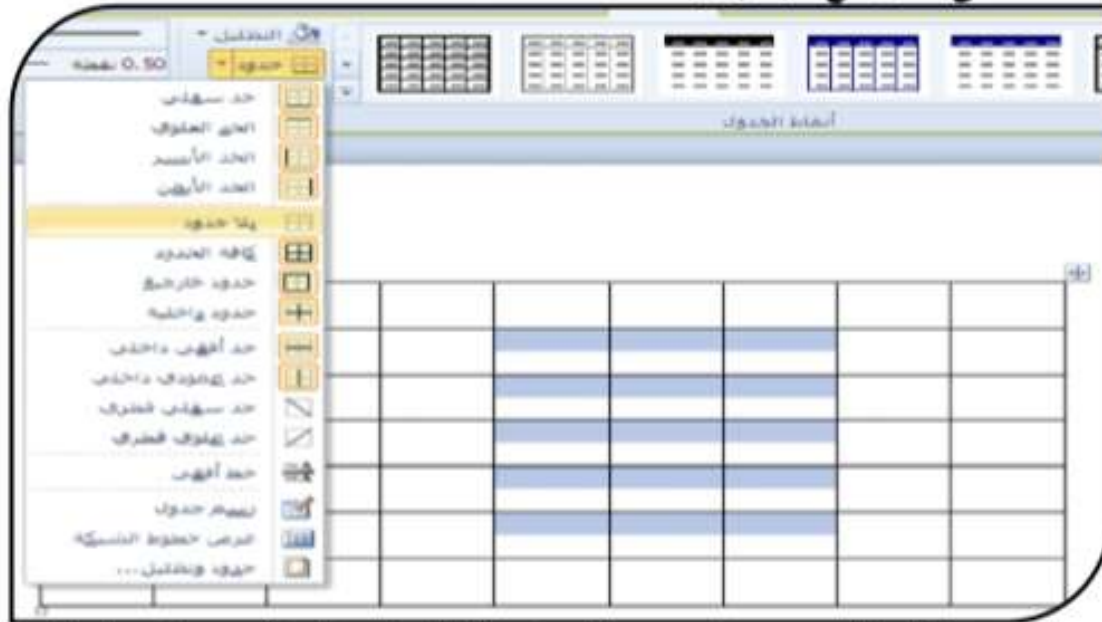 التظليل
حدود
0.50 نقطة
أنماط الجدول
حد سفلي
الحد العلوي
الحد الأيسر
الحد الأيمن
بلا حدود
كافة الحدود
حدود خارجية
حدود داخلية
حد أفقي داخلي
حد عمودي داخلي
حد سفلي قطري
حد علوي قطري
خط أفقي
رسم جدول
عرض خطوط الشبكة
حدود وتظليل...